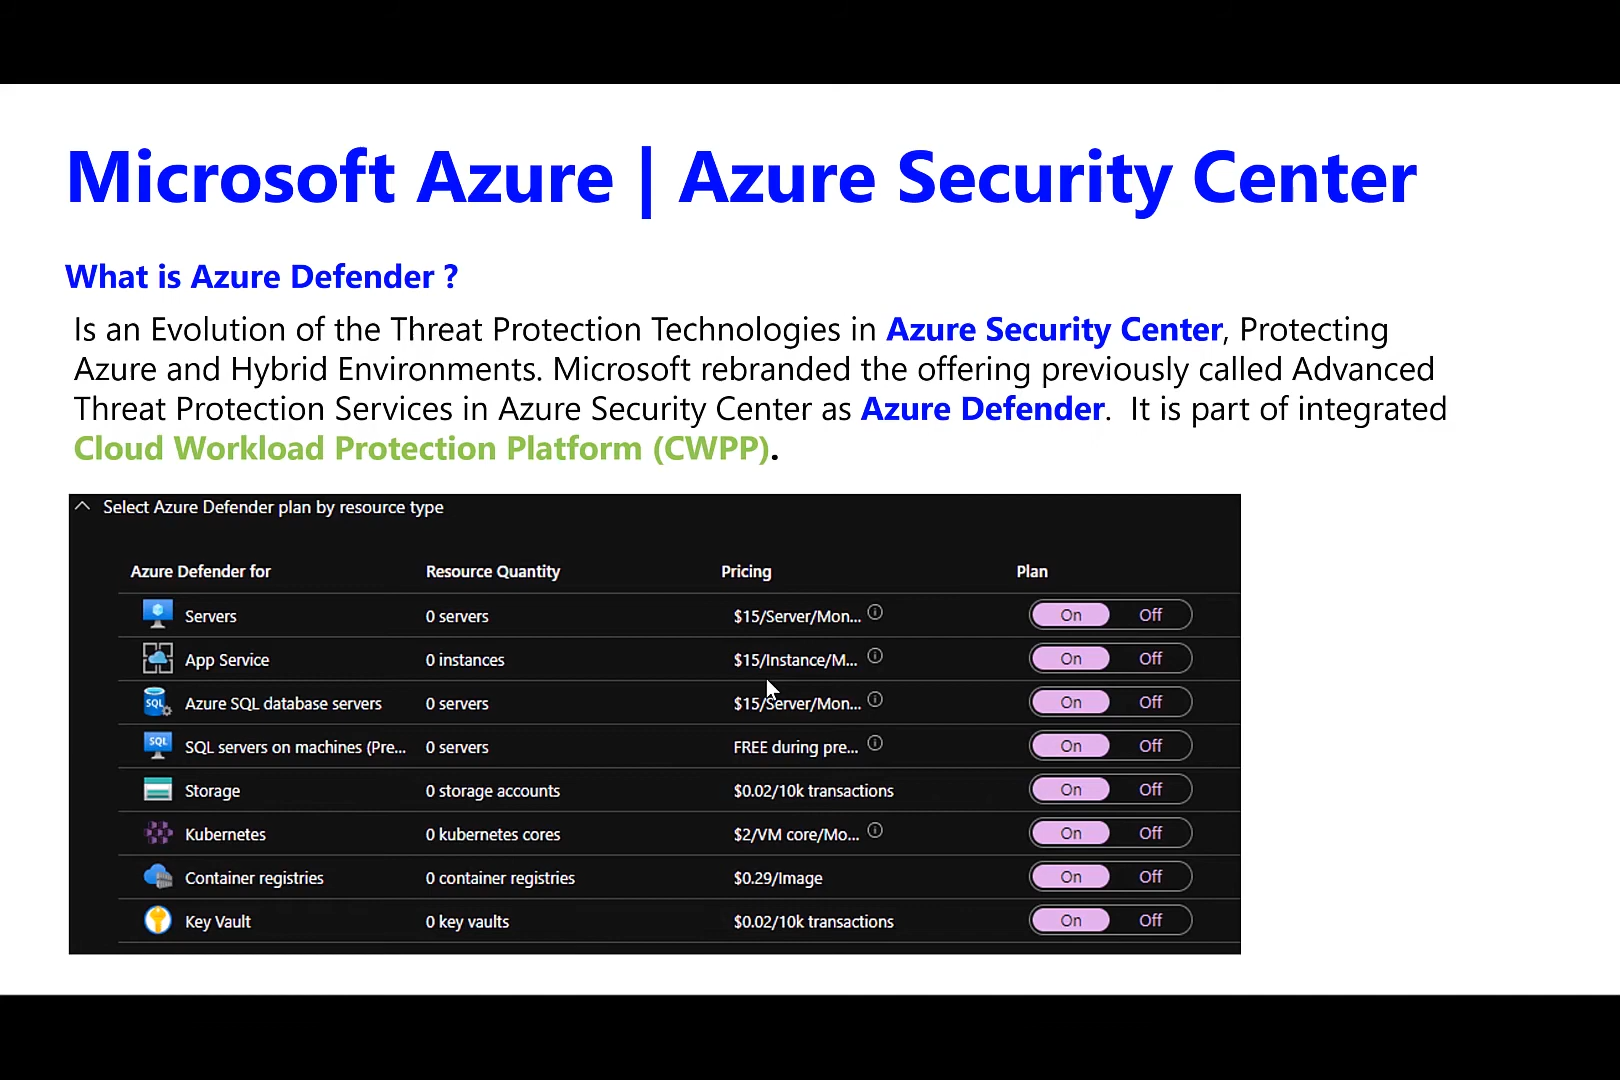 Microsoft Azure | Azure Security Center
What is Azure Defender ?
Is an Evolution of the Threat Protection Technologies in Azure Security Center, Protecting
Azure and Hybrid Environments. Microsoft rebranded the offering previously called Advanced
Threat Protection Services in Azure Security Center as Azure Defender.  It is part of integrated
Cloud Workload Protection Platform (CWPP).
Select Azure Defender plan by resource type
Azure Defender for Resource Quantity Pricing Plan
Servers 0 servers $15/Server/Mon... On Off
App Service 0 instances $15/Instance/M... On Off
SQL Azure SQL database servers 0 servers $15/Server/Mon... On Off
SQL SQL servers on machines (Pre... 0 servers FREE during pre... On Off
Storage 0 storage accounts $0.02/10k transactions On Off
Kubernetes 0 kubernetes cores $2/VM core/Mo... On Off
Container registries 0 container registries $0.29/Image On Off
Key Vault 0 key vaults $0.02/10k transactions On Off